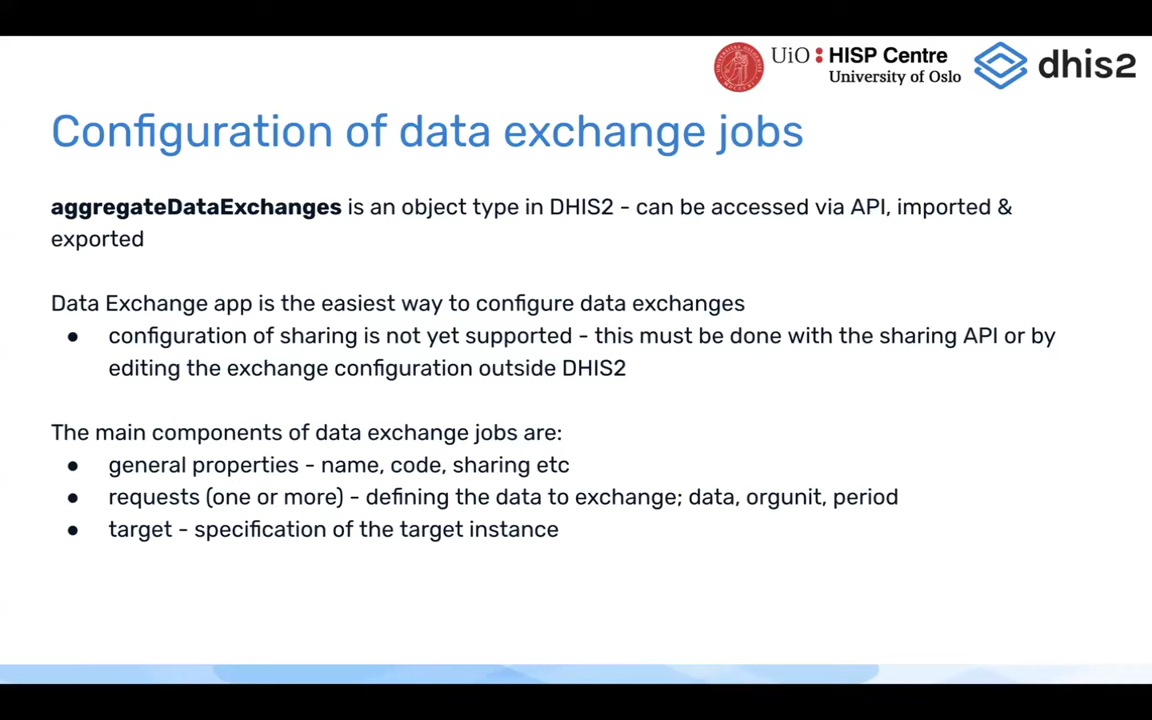 UiO HISP Centre
University of Oslo
dhis2
Configuration of data exchange jobs
aggregateDataExchanges is an object type in DHIS2 - can be accessed via API, imported &
exported
Data Exchange app is the easiest way to configure data exchanges
● configuration of sharing is not yet supported - this must be done with the sharing API or by
editing the exchange configuration outside DHIS2
The main components of data exchange jobs are:
● general properties - name, code, sharing etc
● requests (one or more) - defining the data to exchange; data, orgunit, period
● target - specification of the target instance